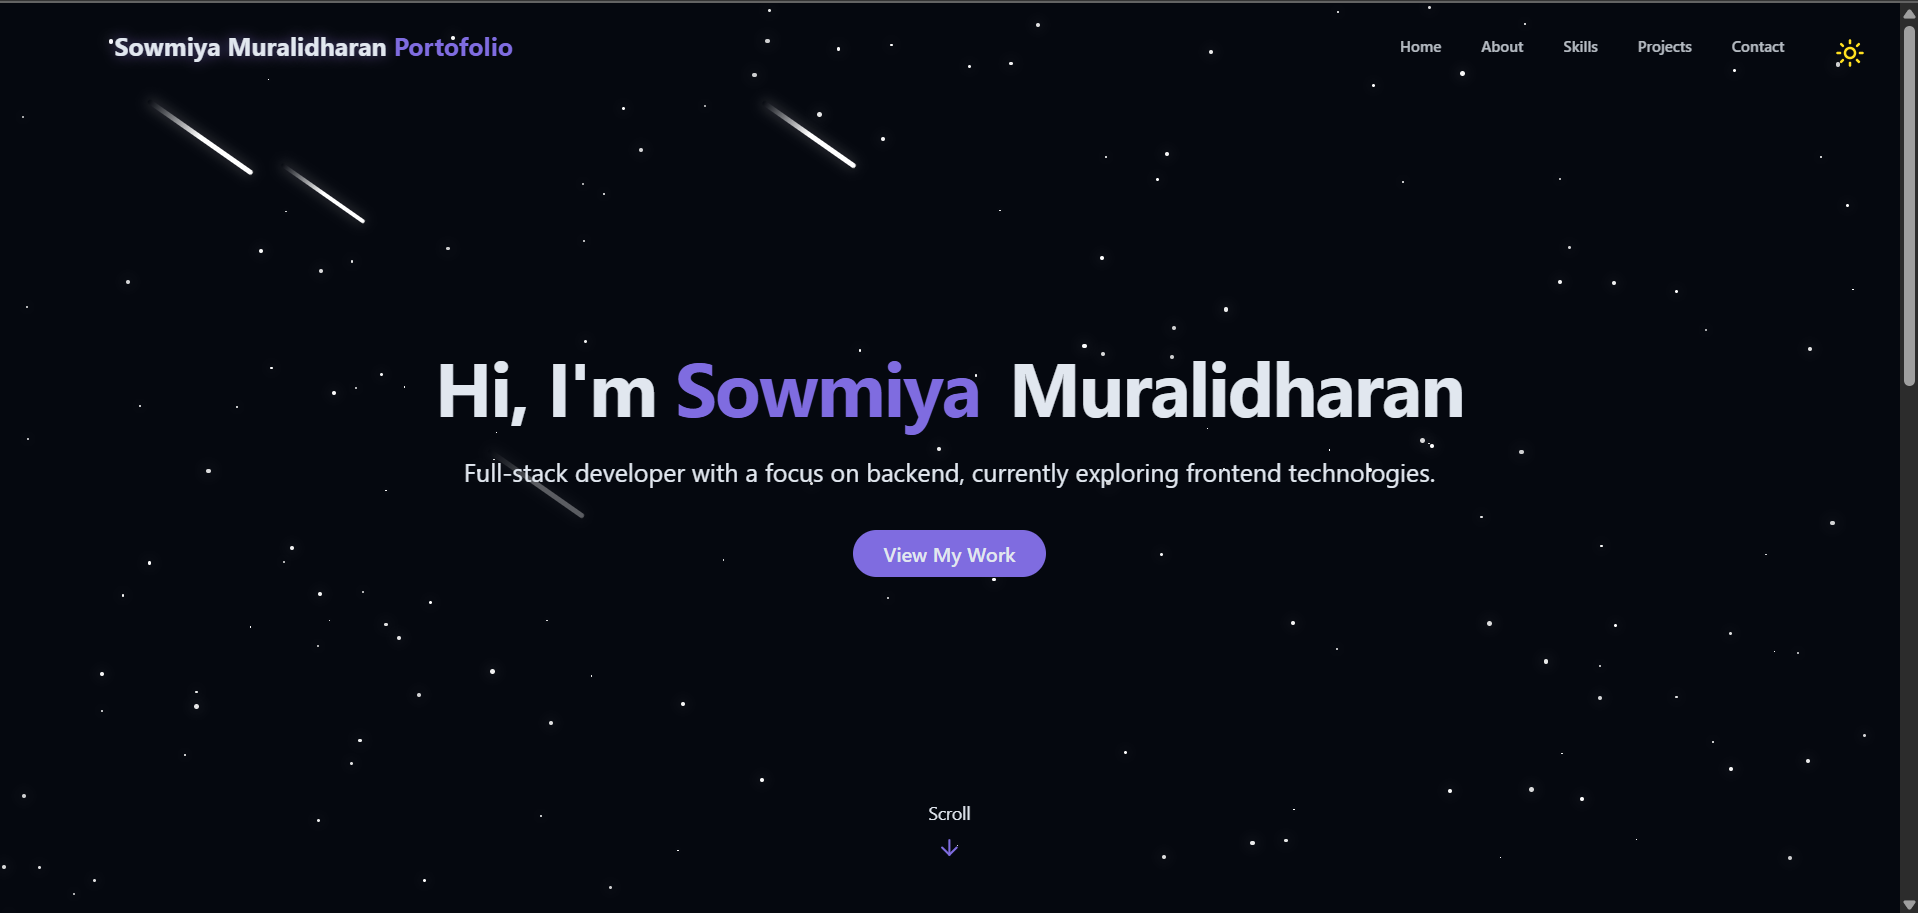 Sowmiya Muralidharan Portofolio
Home About Skills Projects Contact
Hi, I'm Sowmiya Muralidharan
Full-stack developer with a focus on backend, currently exploring frontend technologies.
View My Work
Scroll